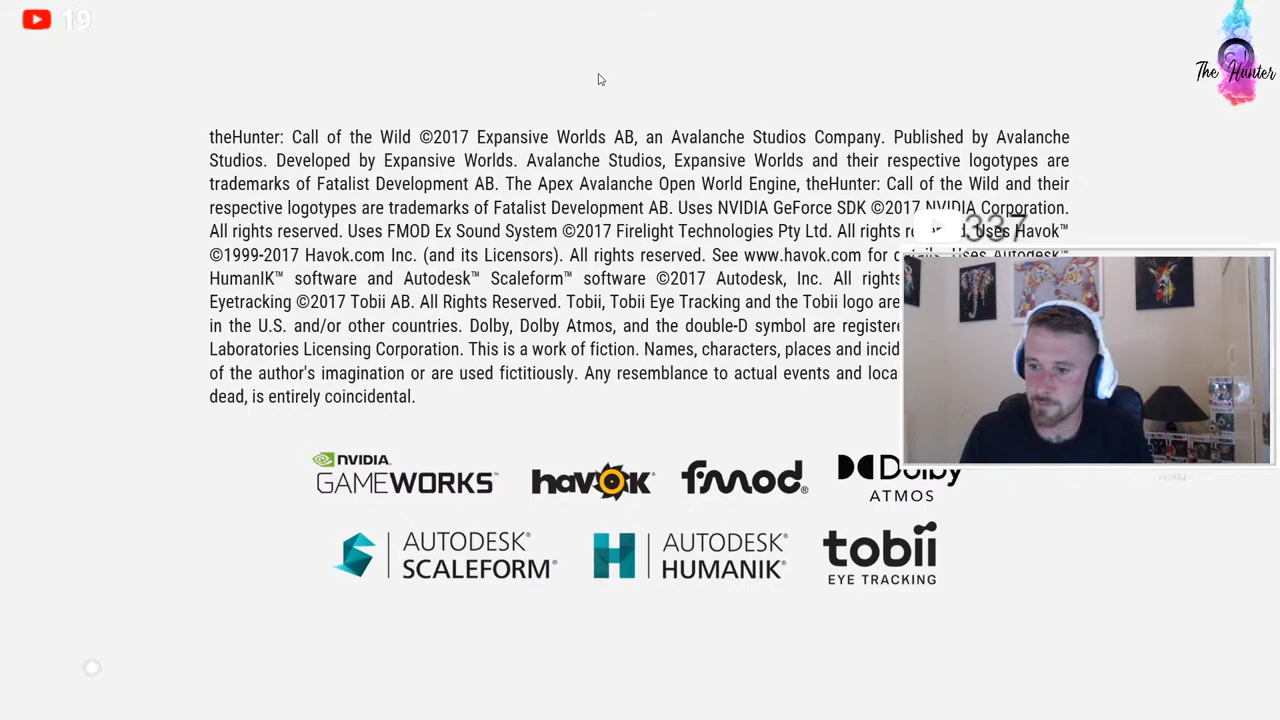 19
The Hunter
theHunter: Call of the Wild ©2017 Expansive Worlds AB, an Avalanche Studios Company. Published by Avalanche
Studios. Developed by Expansive Worlds. Avalanche Studios, Expansive Worlds and their respective logotypes are
trademarks of Fatalist Development AB. The Apex Avalanche Open World Engine, theHunter: Call of the Wild and their
respective logotypes are trademarks of Fatalist Development AB. Uses NVIDIA GeForce SDK ©2017 NVIDIA Corporation.
337
All rights reserved. Uses FMOD Ex Sound System ©2017 Firelight Technologies Pty Ltd. All rights Uses Havok™
©1999-2017 Havok.com Inc. (and its Licensors). All rights reserved. See www.havok.com for Uses Autodesk™
HumanIK™ software and Autodesk™ Scaleform™ software ©2017 Autodesk, Inc. All rights
Eyetracking ©2017 Tobii AB. All Rights Reserved. Tobii, Tobii Eye Tracking and the Tobii logo are
in the U.S. and/or other countries. Dolby, Dolby Atmos, and the double-D symbol are
Laboratories Licensing Corporation. This is a work of fiction. Names, characters, places and
of the author's imagination or are used fictitiously. Any resemblance to actual events and
dead, is entirely coincidental.
NVIDIA.
GAMEWORKS™
havok®
fmod®
Dolby
ATMOS
AUTODESK®
SCALEFORM®
AUTODESK®
HUMANIK®
tobii
EYE TRACKING